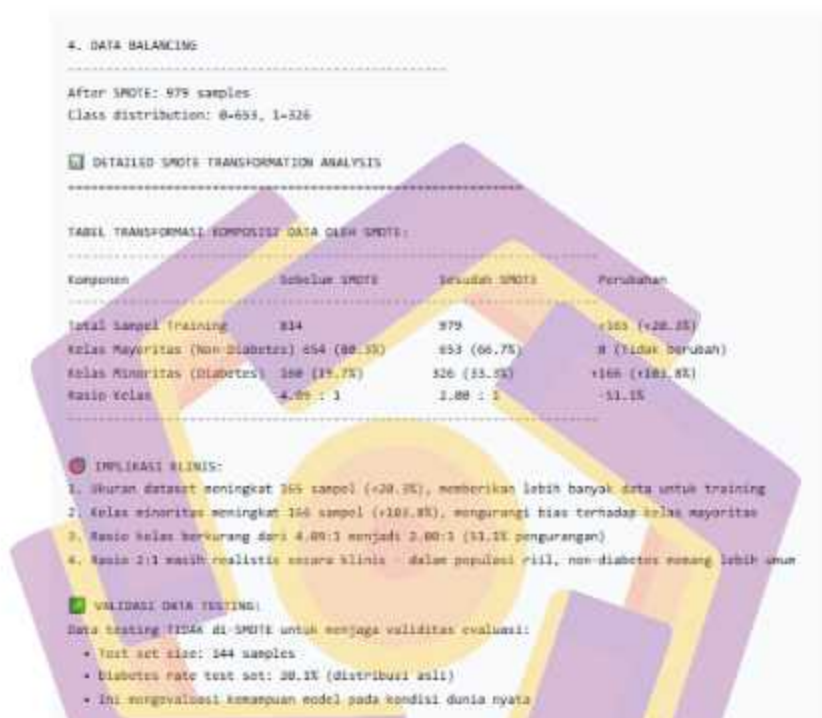 4. DATA BALANCING
After SMOTE: 979 samples
Class distribution: 0=653, 1=326
DETAILED SMOTE TRANSFORMATION ANALYSIS
TABEL TRANSFORMASI KOMPOSISI DATA OLEH SMOTE:
Komponen Sebelum SMOTE Sesudah SMOTE Perubahan
Total Sampel Training 814 979 +165 (+20.3%)
Kelas Mayoritas (Non-Diabetes) 654 (80.3%) 653 (66.7%) 0 (Tidak berubah)
Kelas Minoritas (Diabetes) 160 (19.7%) 326 (33.3%) +166 (+103.8%)
Rasio Kelas 4.09 : 1 2.00 : 1 -51.1%
IMPLIKASI KLINIS:
1. Ukuran dataset meningkat 165 sampel (+20.3%), memberikan lebih banyak data untuk training
2. Kelas minoritas meningkat 166 sampel (+103.8%), mengurangi bias terhadap kelas mayoritas
3. Rasio kelas berkurang dari 4.09:1 menjadi 2.00:1 (51.1% pengurangan)
4. Rasio 2:1 masih realistis secara klinis - dalam populasi riil, non-diabetes memang lebih umum
VALIDASI DATA TESTING:
Data testing TIDAK di-SMOTE untuk menjaga validitas evaluasi:
• Test set size: 144 samples
• Diabetes rate test set: 20.1% (distribusi asli)
• Ini mengevaluasi kemampuan model pada kondisi dunia nyata